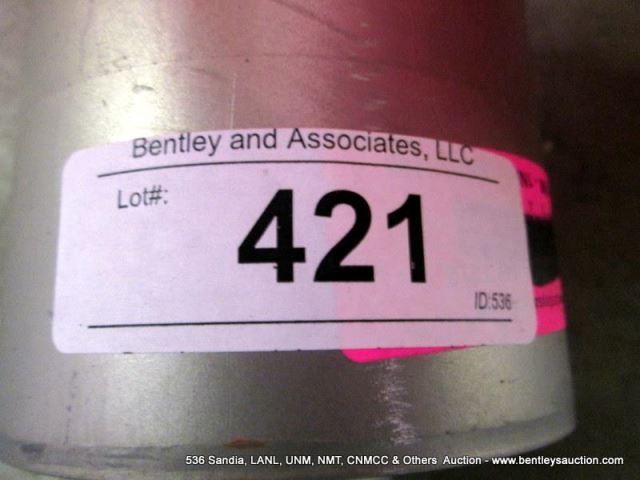 Bentley and Associates, LLC
Lot#:
421
ID:536
536 Sandia, LANL, UNM, NMT, CNMCC & Others Auction - www.bentleysauction.com